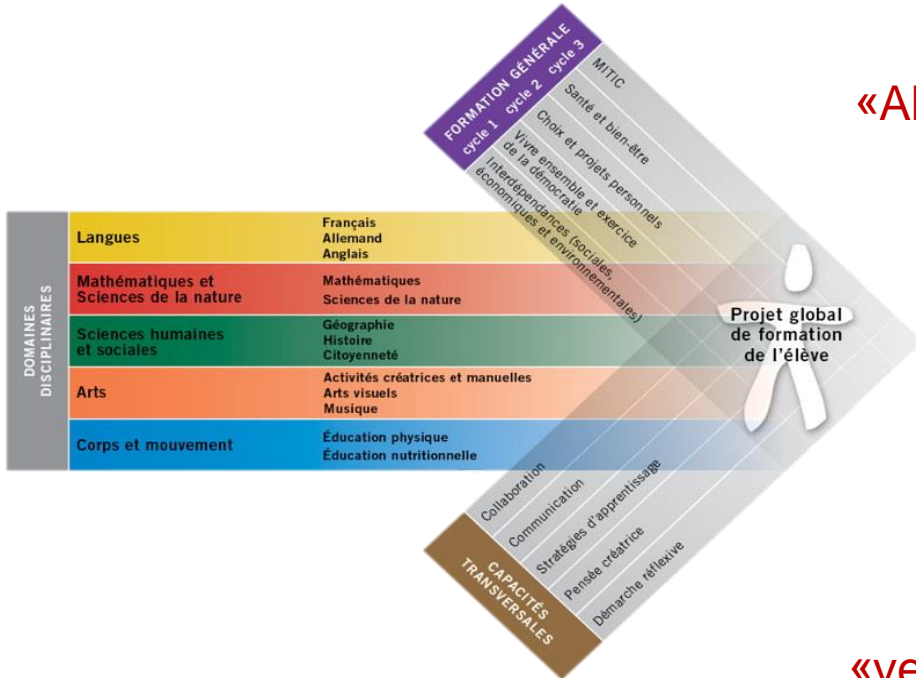 FORMATION GÉNÉRALE
cycle 1 cycle 2 cycle 3
MITIC
Santé et bien-être
Choix et projets personnels
Vivre ensemble et exercice
de la démocratie
Interdépendances (sociales,
économiques et environnementales)
«Al
DOMAINES
DISCIPLINAIRES
Langues
Français
Allemand
Anglais
Mathématiques et
Sciences de la nature
Mathématiques
Sciences de la nature
Sciences humaines
et sociales
Géographie
Histoire
Citoyenneté
Arts
Activités créatrices et manuelles
Arts visuels
Musique
Corps et mouvement
Éducation physique
Éducation nutritionnelle
Projet global
de formation
de l'élève
Collaboration
Communication
Stratégies d'apprentissage
Pensée créatrice
Démarche réflexive
CAPACITÉS
TRANSVERSALES
«ve